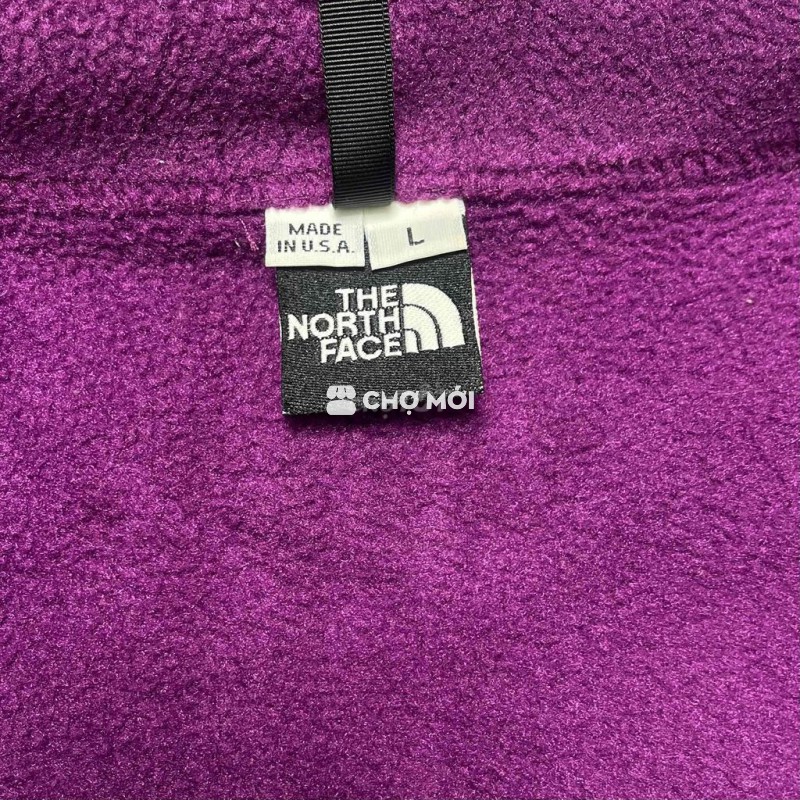 MADE
IN U.S.A.
L
THE
NORTH
FACE
CHỢ MỚI